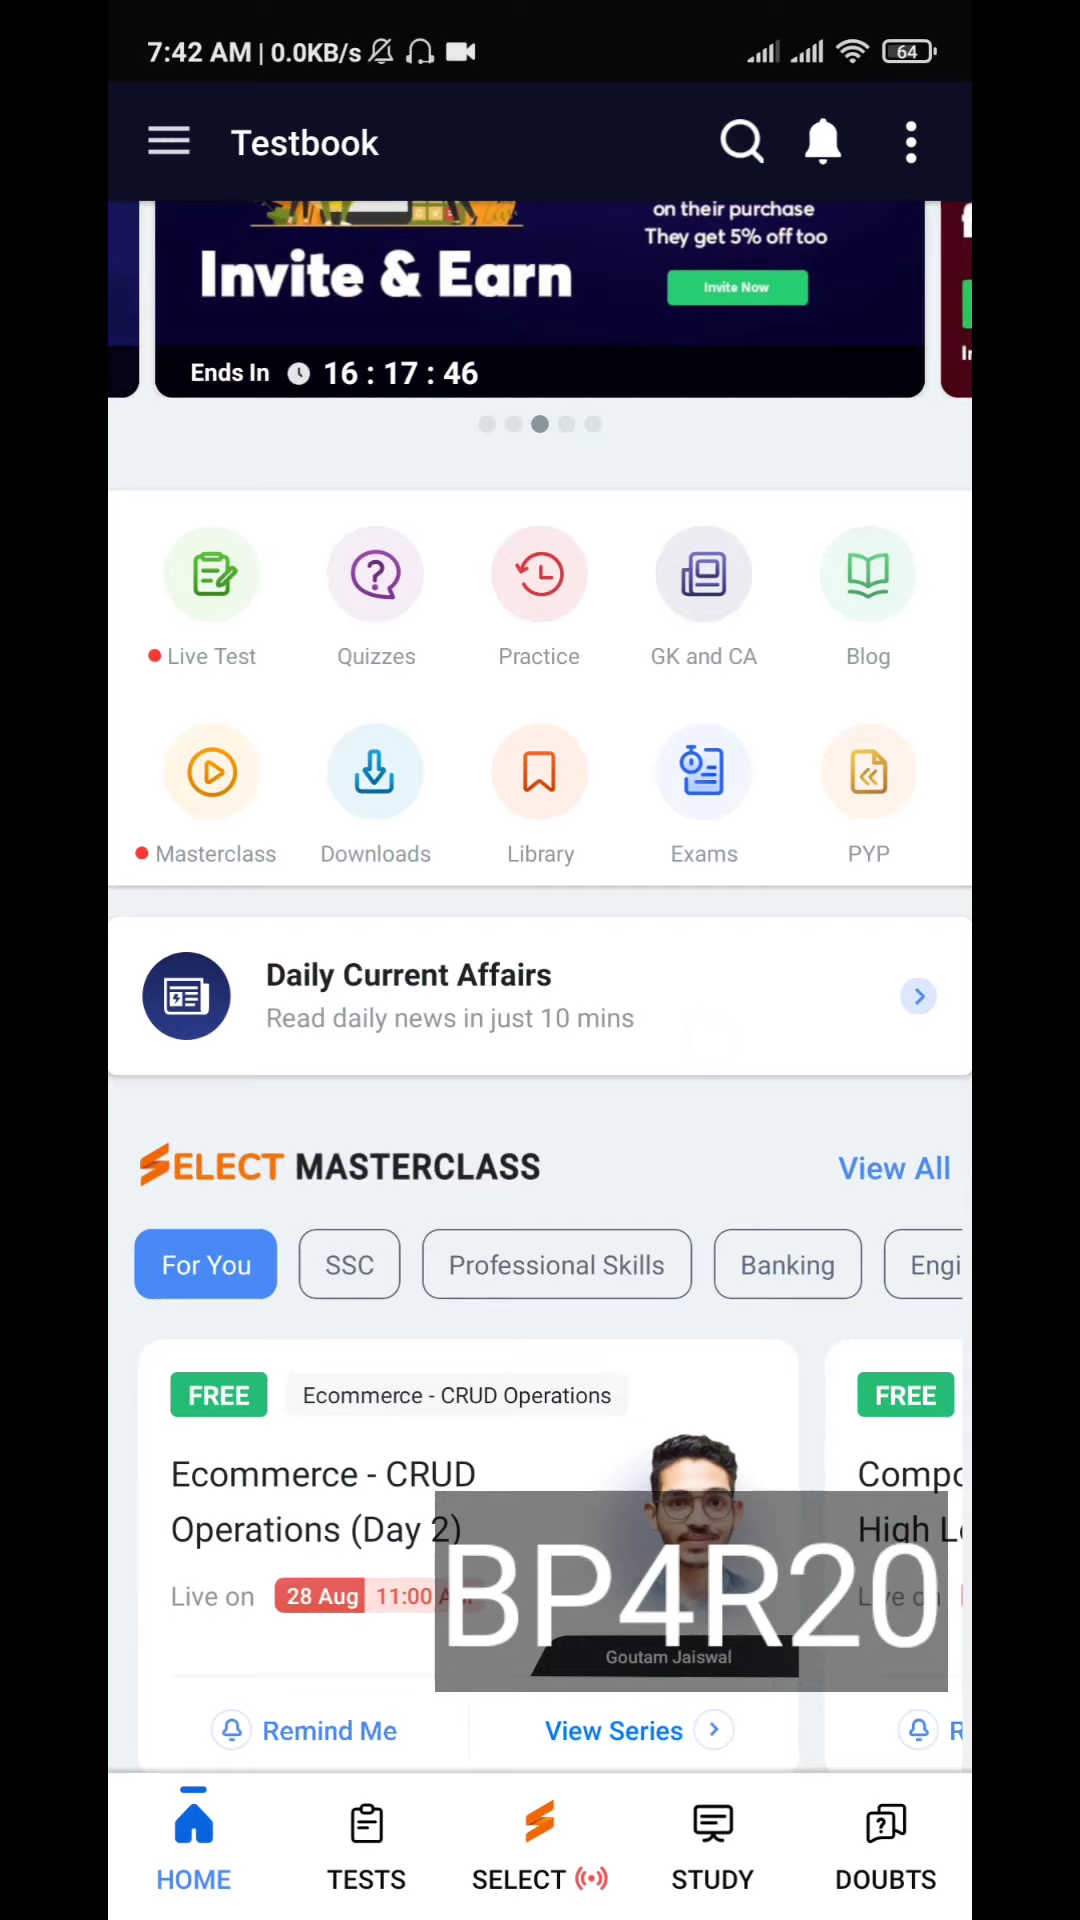 7:42 AM | 0.0KB/s
64
Testbook
on their purchase
They get 5% off too
Invite & Earn
Invite Now
Ends In 16 : 17 : 46
Live Test
Quizzes
Practice
GK and CA
Blog
Masterclass
Downloads
Library
Exams
PYP
Daily Current Affairs
Read daily news in just 10 mins
SELECT MASTERCLASS
View All
For You
SSC
Professional Skills
Banking
Engi
FREE
Ecommerce - CRUD Operations
FREE
Ecommerce - CRUD
Operations (Day 2)
Live on 28 Aug 11:00
High
BP4R20
Goutam Jaiswal
Remind Me
View Series
HOME
TESTS
SELECT
STUDY
DOUBTS